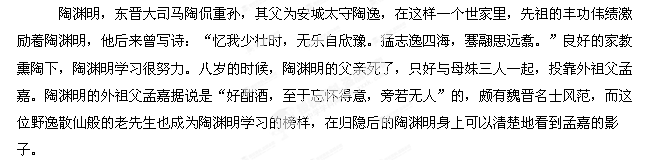 陶渊明，东晋大司马陶侃重孙，其父为安城太守陶逸，在这样一个世家里，先祖的丰功伟绩激
励着陶渊明，他后来曾写诗：“忆我少壮时，无乐自欣豫。猛志逸四海，骞翮思远翥。”良好的家教
熏陶下，陶渊明学习很努力。八岁的时候，陶渊明的父亲死了，只好与母妹三人一起，投靠外祖父孟
嘉。陶渊明的外祖父孟嘉据说是“好酣酒，至于忘怀得意，旁若无人”的，颇有魏晋名士风范，而这
位野逸散仙般的老先生也成为陶渊明学习的榜样，在归隐后的陶渊明身上可以清楚地看到孟嘉的影
子。